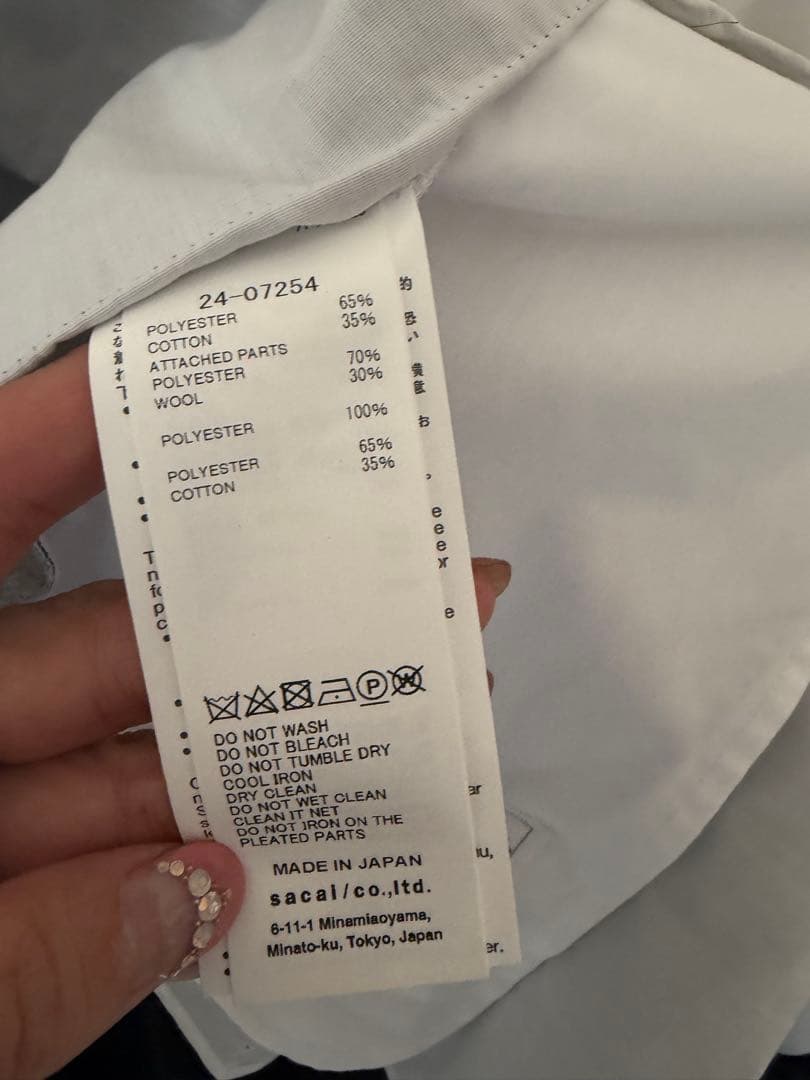 24-07254
POLYESTER 65%
COTTON 35%
ATTACHED PARTS
POLYESTER 70%
WOOL 30%
POLYESTER 100%
POLYESTER 65%
COTTON 35%
P W
DO NOT WASH
DO NOT BLEACH
DO NOT TUMBLE DRY
COOL IRON
DRY CLEAN
DO NOT WET CLEAN
CLEAN IT NET
DO NOT IRON ON THE
PLEATED PARTS
MADE IN JAPAN
sacai/co.,ltd.
6-11-1 Minamiaoyama,
Minato-ku, Tokyo, Japan